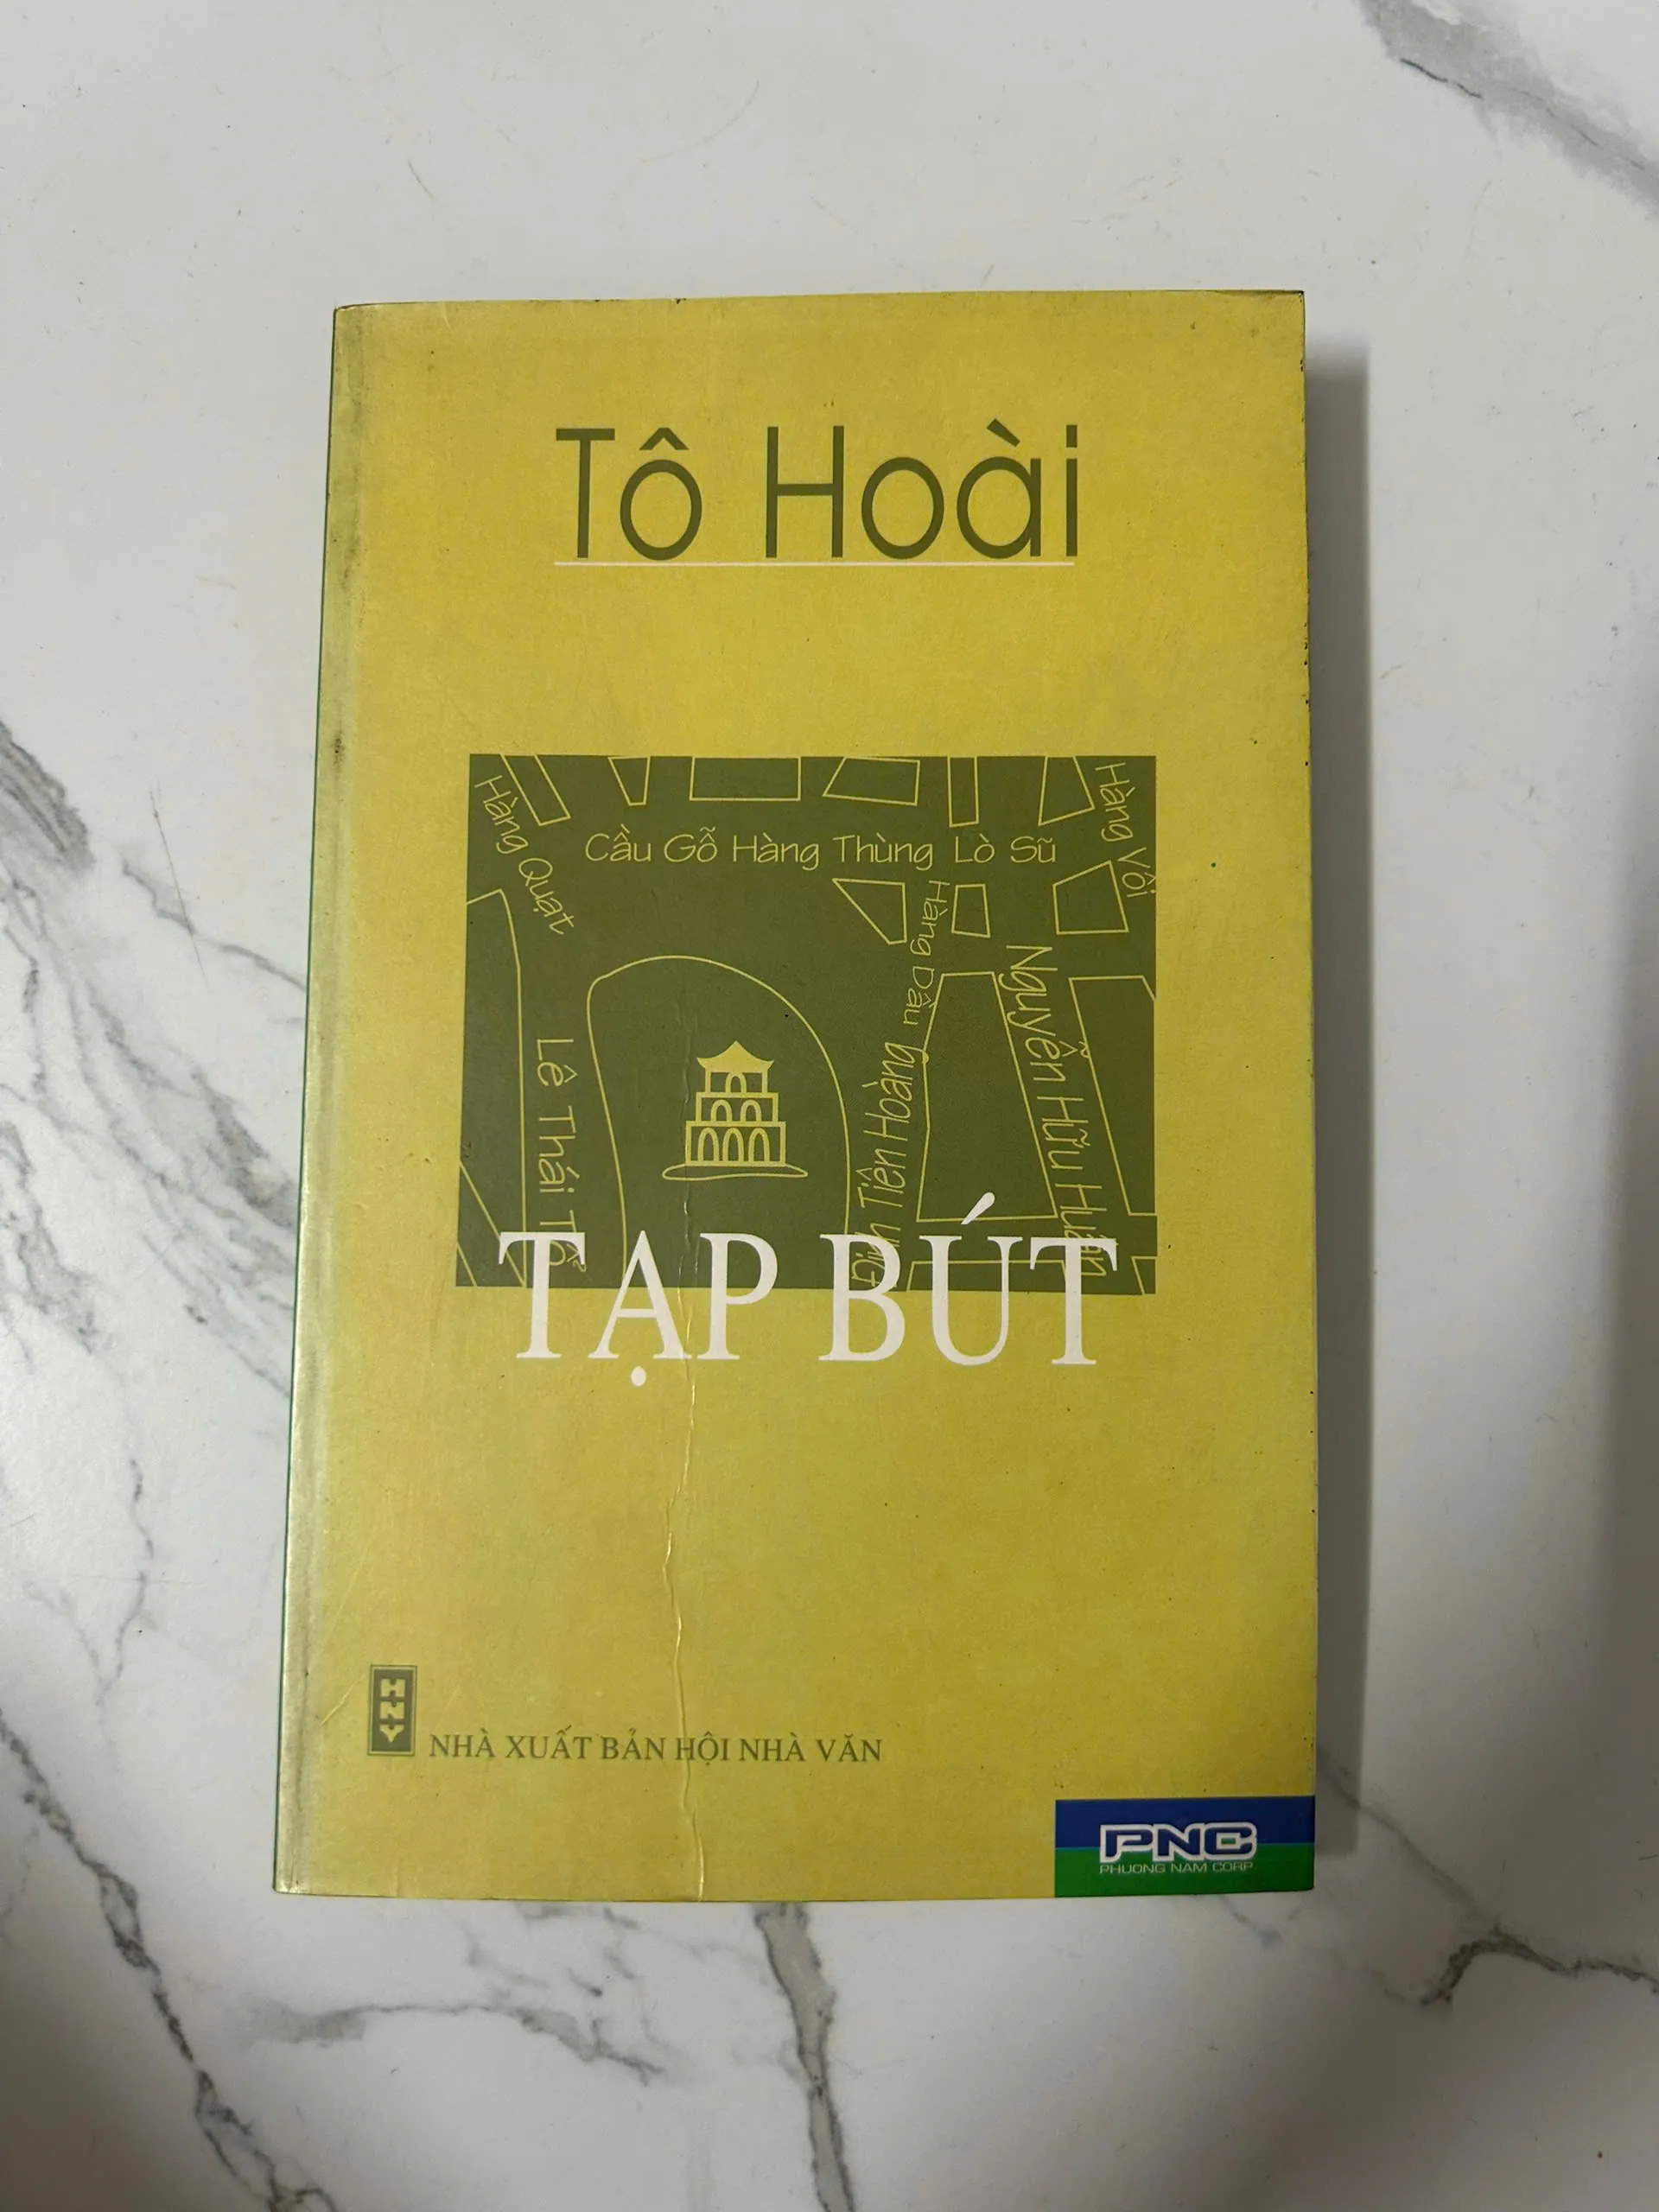 Tô Hoài
Hàng Quạt
Cầu Gỗ Hàng Thùng Lò Sũ
Hàng Vôi
Hàng Dầu
Nguyễn Hữu Huân
Lê Thái Tổ
Đinh Tiên Hoàng
TẠP BÚT
HNV
NHÀ XUẤT BẢN HỘI NHÀ VĂN
PNC
PHUONG NAM CORP